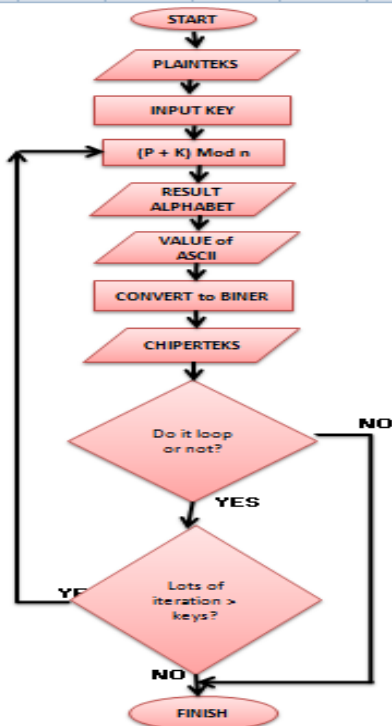 START
PLAINTEKS
INPUT KEY
(P + K) Mod n
RESULT
ALPHABET
VALUE of
ASCII
CONVERT to BINER
CHIPERTEKS
Do it loop
or not?
NO
YES
Lots of
iteration >
keys?
YE
NO
FINISH